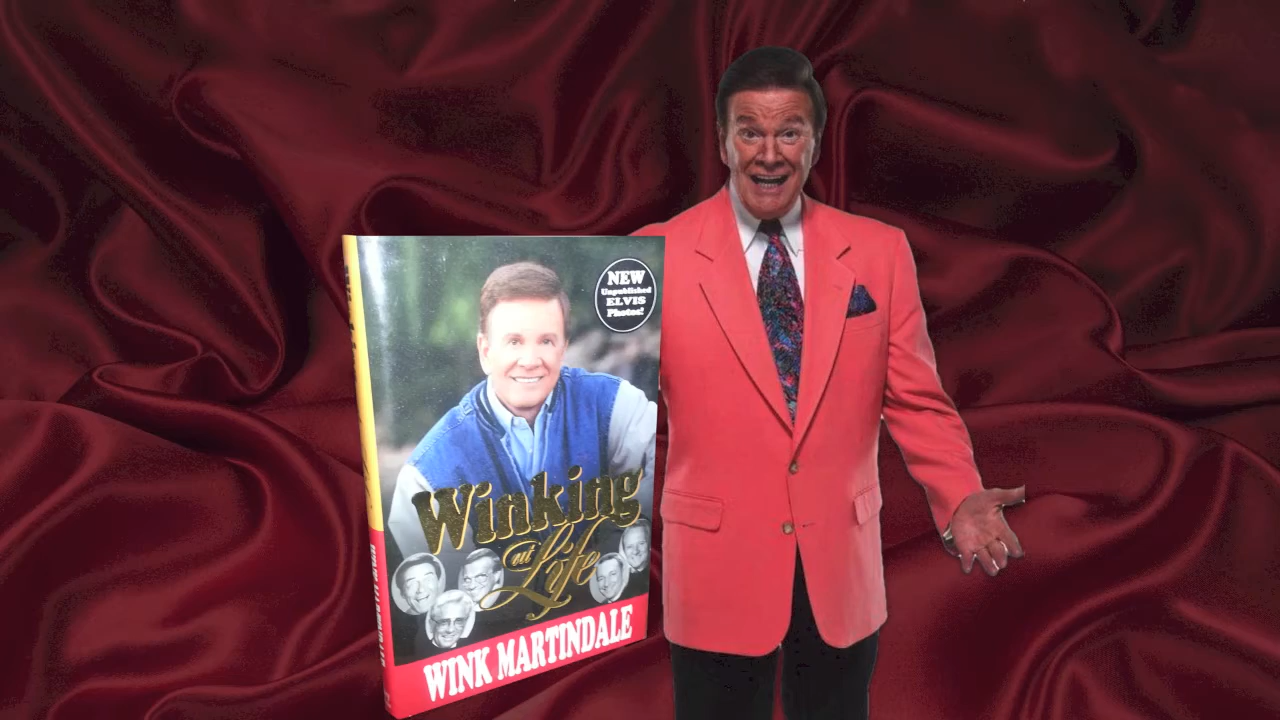 NEW
Unpublished
ELVIS
Photos!
Winking
at
Life
WINK MARTINDALE